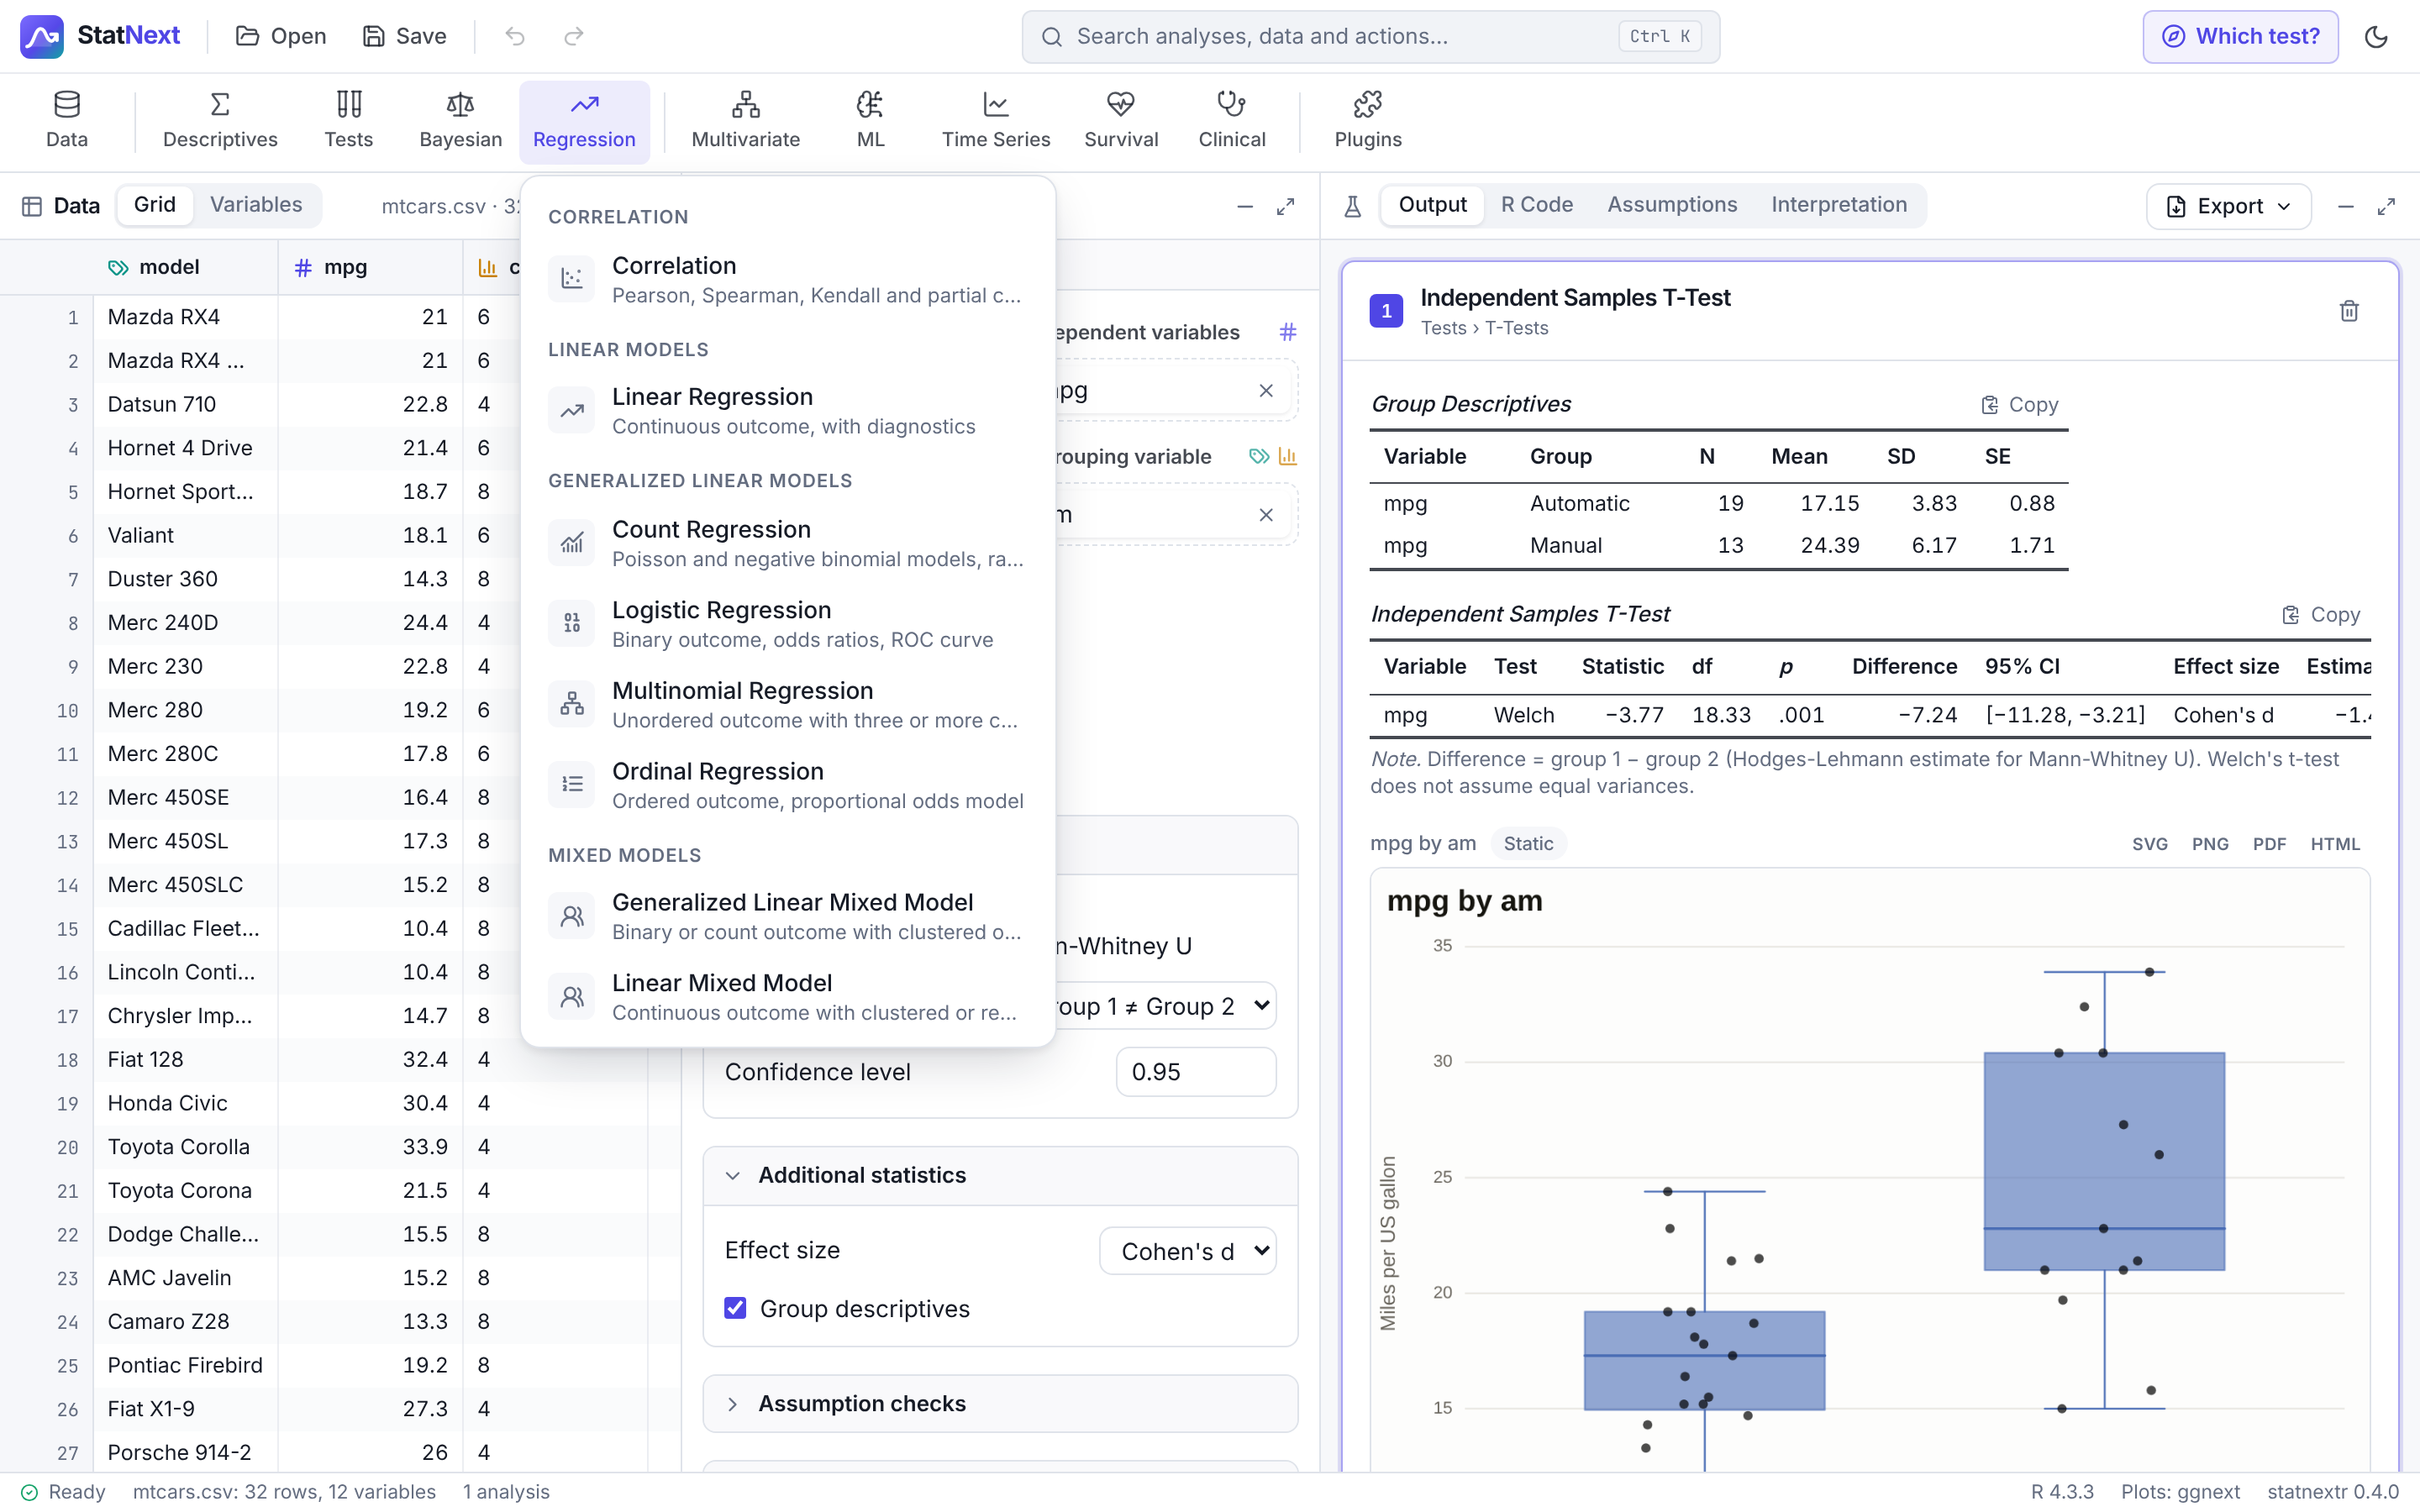 StatNext
Open
Save
Search analyses, data and actions...
Ctrl K
Which test?
Data
Descriptives
Tests
Bayesian
Regression
Multivariate
ML
Time Series
Survival
Clinical
Plugins
Data
Grid
Variables
mtcars.csv · 32
model
mpg
c
1 Mazda RX4 21 6
2 Mazda RX4 ... 21 6
3 Datsun 710 22.8 4
4 Hornet 4 Drive 21.4 6
5 Hornet Sport... 18.7 8
6 Valiant 18.1 6
7 Duster 360 14.3 8
8 Merc 240D 24.4 4
9 Merc 230 22.8 4
10 Merc 280 19.2 6
11 Merc 280C 17.8 6
12 Merc 450SE 16.4 8
13 Merc 450SL 17.3 8
14 Merc 450SLC 15.2 8
15 Cadillac Fleet... 10.4 8
16 Lincoln Conti... 10.4 8
17 Chrysler Imp... 14.7 8
18 Fiat 128 32.4 4
19 Honda Civic 30.4 4
20 Toyota Corolla 33.9 4
21 Toyota Corona 21.5 4
22 Dodge Challe... 15.5 8
23 AMC Javelin 15.2 8
24 Camaro Z28 13.3 8
25 Pontiac Firebird 19.2 8
26 Fiat X1-9 27.3 4
27 Porsche 914-2 26 4
CORRELATION
Correlation
Pearson, Spearman, Kendall and partial c...
LINEAR MODELS
Linear Regression
Continuous outcome, with diagnostics
GENERALIZED LINEAR MODELS
Count Regression
Poisson and negative binomial models, ra...
Logistic Regression
Binary outcome, odds ratios, ROC curve
Multinomial Regression
Unordered outcome with three or more c...
Ordinal Regression
Ordered outcome, proportional odds model
MIXED MODELS
Generalized Linear Mixed Model
Binary or count outcome with clustered o...
Linear Mixed Model
Continuous outcome with clustered or re...
ependent variables
mpg
rouping variable
m
n-Whitney U
roup 1 ≠ Group 2
Confidence level 0.95
Additional statistics
Effect size Cohen's d
Group descriptives
Assumption checks
Output
R Code
Assumptions
Interpretation
Export
1
Independent Samples T-Test
Tests › T-Tests
Group Descriptives
Copy
Variable Group N Mean SD SE
mpg Automatic 19 17.15 3.83 0.88
mpg Manual 13 24.39 6.17 1.71
Independent Samples T-Test
Copy
Variable Test Statistic df p Difference 95% CI Effect size Estima
mpg Welch −3.77 18.33 .001 −7.24 [−11.28, −3.21] Cohen's d −1.4
Note. Difference = group 1 − group 2 (Hodges-Lehmann estimate for Mann-Whitney U). Welch's t-test
does not assume equal variances.
mpg by am
Static
SVG PNG PDF HTML
mpg by am
35
30
25
20
15
Miles per US gallon
Ready
mtcars.csv: 32 rows, 12 variables
1 analysis
R 4.3.3
Plots: ggnext
statnextr 0.4.0